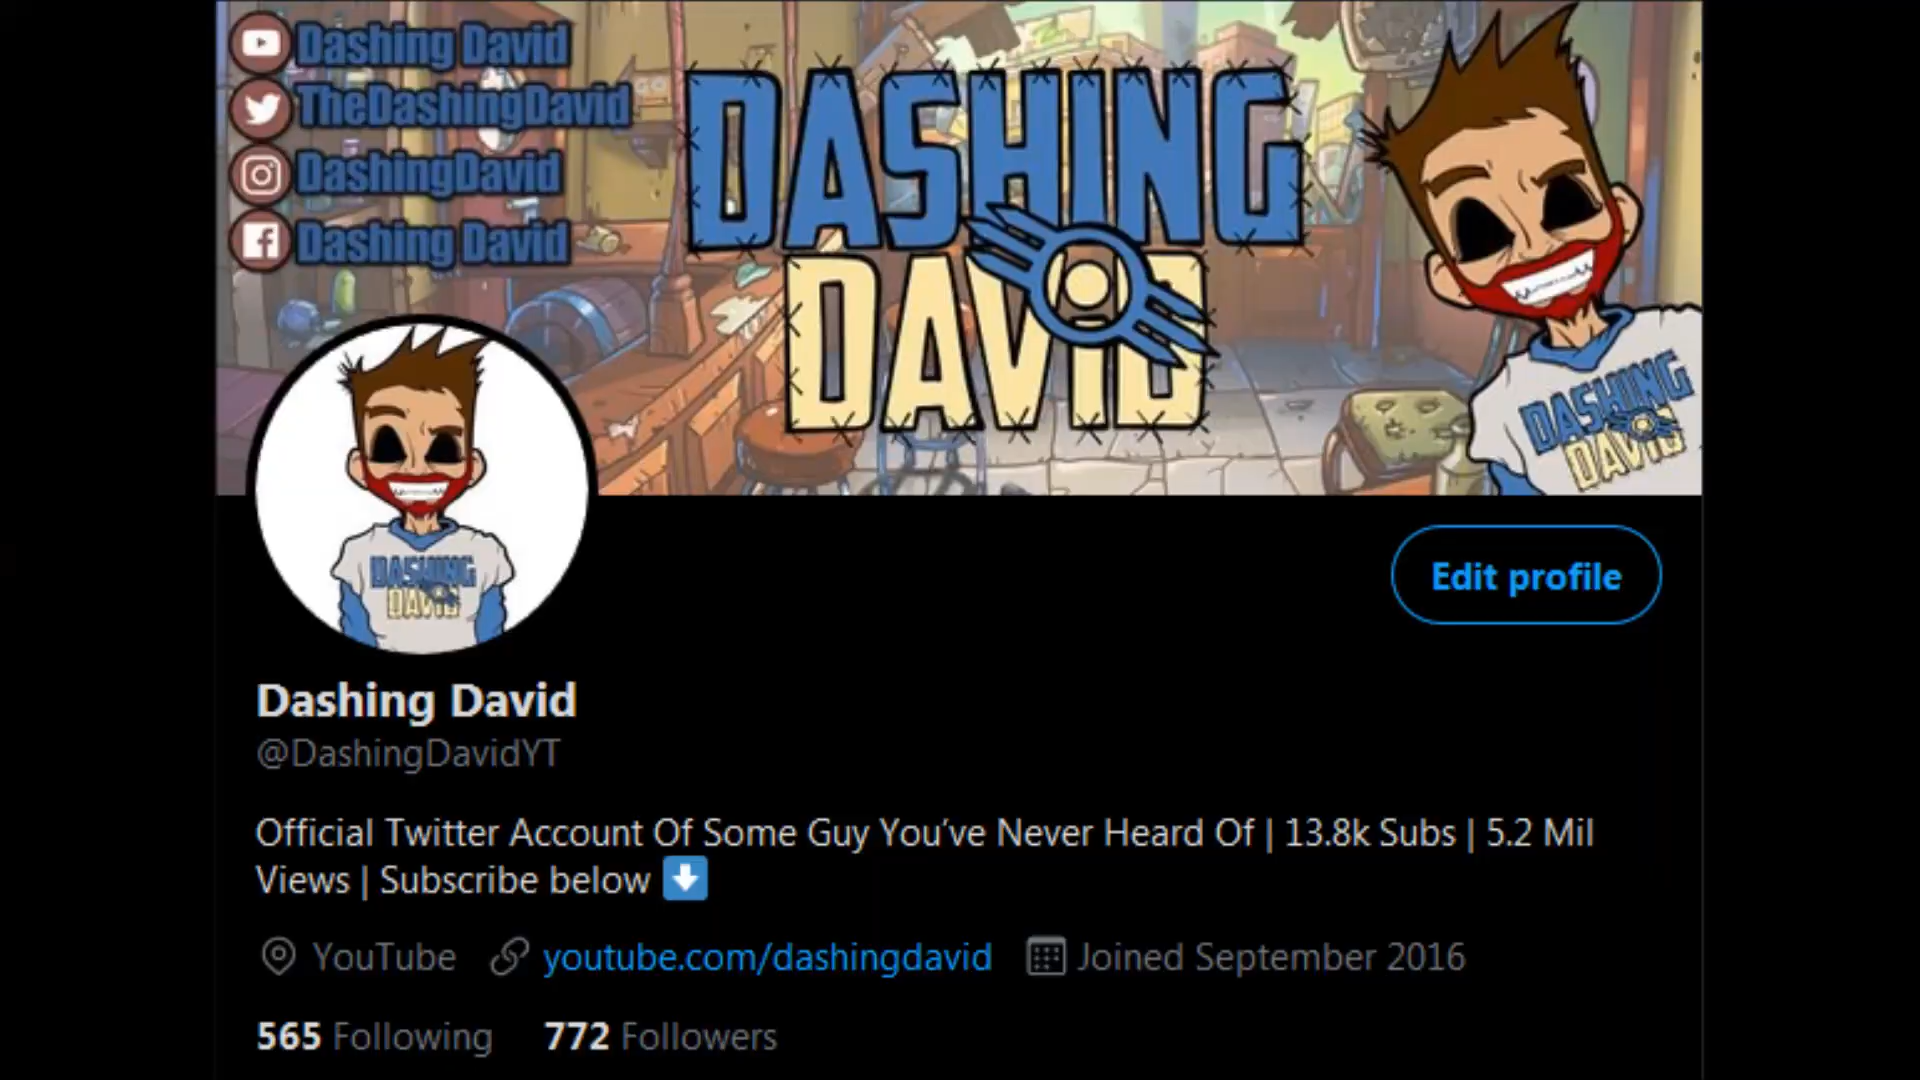 Dashing David
TheDashingDavid
DashingDavid
Dashing David
DASHING
DAVID
DASHING
DAVID
DASHING
DAVID
Edit profile
Dashing David
@DashingDavidYT
Official Twitter Account Of Some Guy You've Never Heard Of | 13.8k Subs | 5.2 Mil
Views | Subscribe below ⬇
YouTube youtube.com/dashingdavid Joined September 2016
565 Following 772 Followers